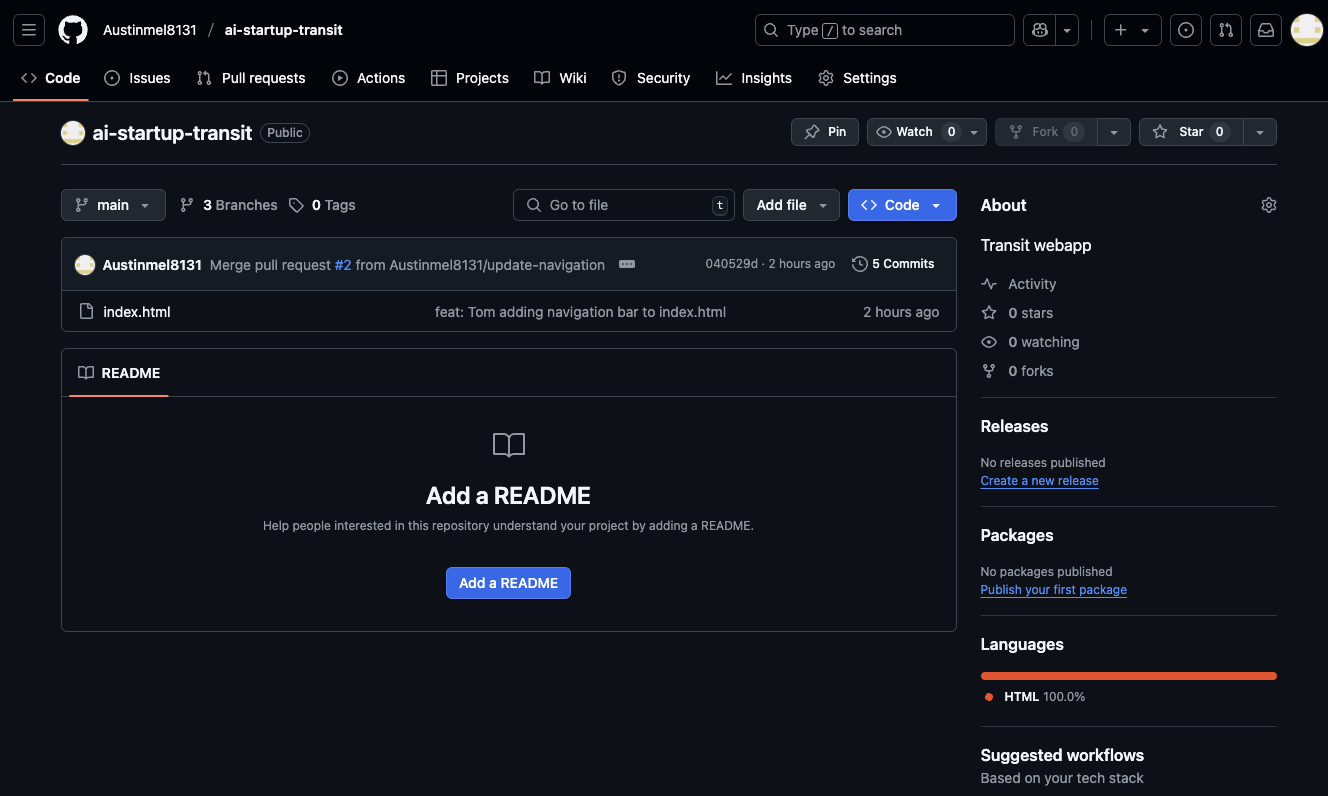 Austinmel8131 / ai-startup-transit
Type / to search
Code
Issues
Pull requests
Actions
Projects
Wiki
Security
Insights
Settings
ai-startup-transit Public
Pin
Watch 0
Fork 0
Star 0
main
3 Branches
0 Tags
Go to file t
Add file
Code
Austinmel8131 Merge pull request #2 from Austinmel8131/update-navigation
040529d · 2 hours ago
5 Commits
index.html
feat: Tom adding navigation bar to index.html
2 hours ago
README
Add a README
Help people interested in this repository understand your project by adding a README.
Add a README
About
Transit webapp
Activity
0 stars
0 watching
0 forks
Releases
No releases published
Create a new release
Packages
No packages published
Publish your first package
Languages
HTML 100.0%
Suggested workflows
Based on your tech stack